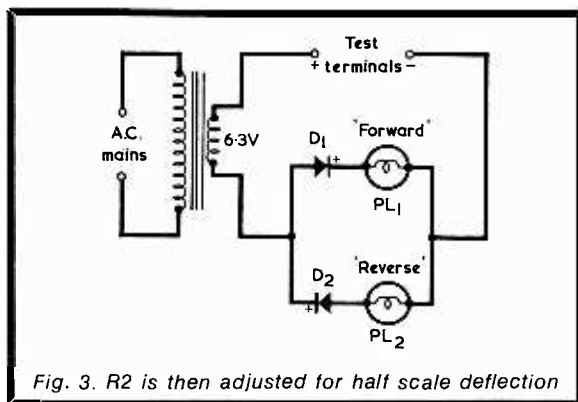 Test
+ terminals -
A.C.
mains
6·3V
D1
+
"Forward"
PL1
D2
+
'Reverse'
PL2
Fig. 3. R2 is then adjusted for half scale deflection